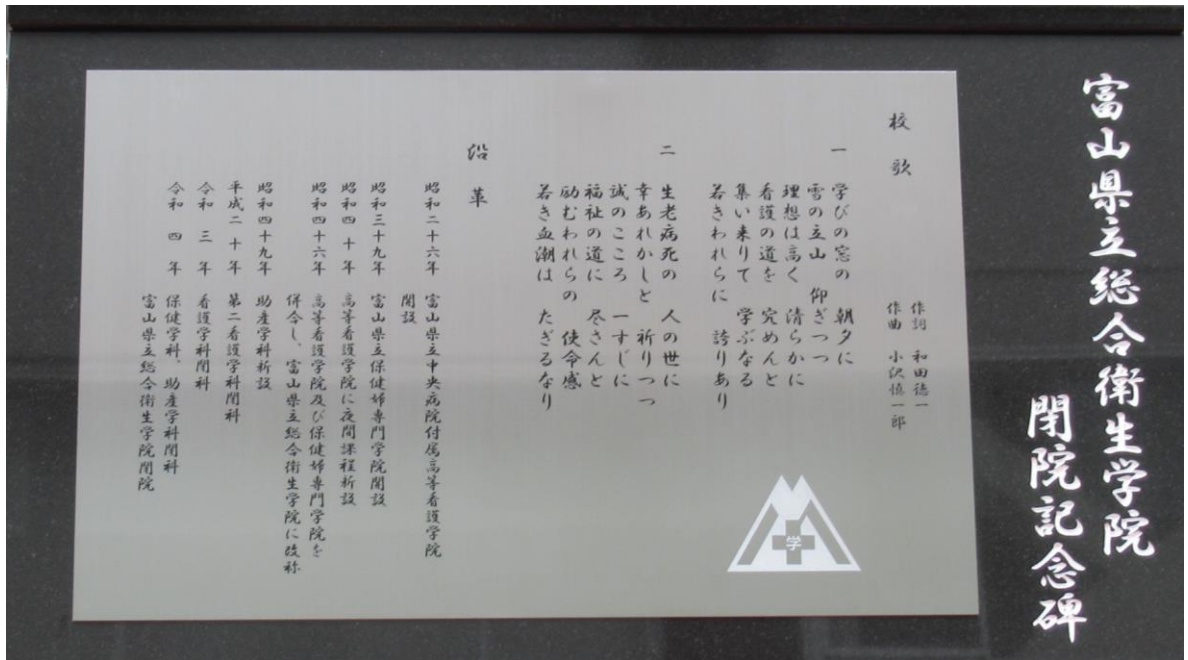 富山県立総合衛生学院
閉院記念碑
校歌
作詞 和田徳一
作曲 小沢慎一郎
一 学びの窓の 朝夕に
雪の立山 仰ぎつつ
理想は高く 清らかに
看護の道を 究めんと
集い来りて 学ぶなる
若きわれらに 誇りあり
二 生老病死の 人の世に
幸あれかしと 祈りつつ
誠のこころ 一すじに
福祉の道に 尽さんと
励むわれらの 使命感
若き血潮は たぎるなり
沿革
昭和二十六年 富山県立中央病院付属高等看護学院
開設
昭和三十九年 富山県立保健婦専門学院開設
昭和四十年 高等看護学院に夜間課程新設
昭和四十六年 高等看護学院及び保健婦専門学院を
併合し、富山県立総合衛生学院に改称
昭和四十九年 助産学科新設
平成二十年 第二看護学科閉科
令和三年 看護学科閉科
令和四年 保健学科、助産学科閉科
富山県立総合衛生学院閉院
学